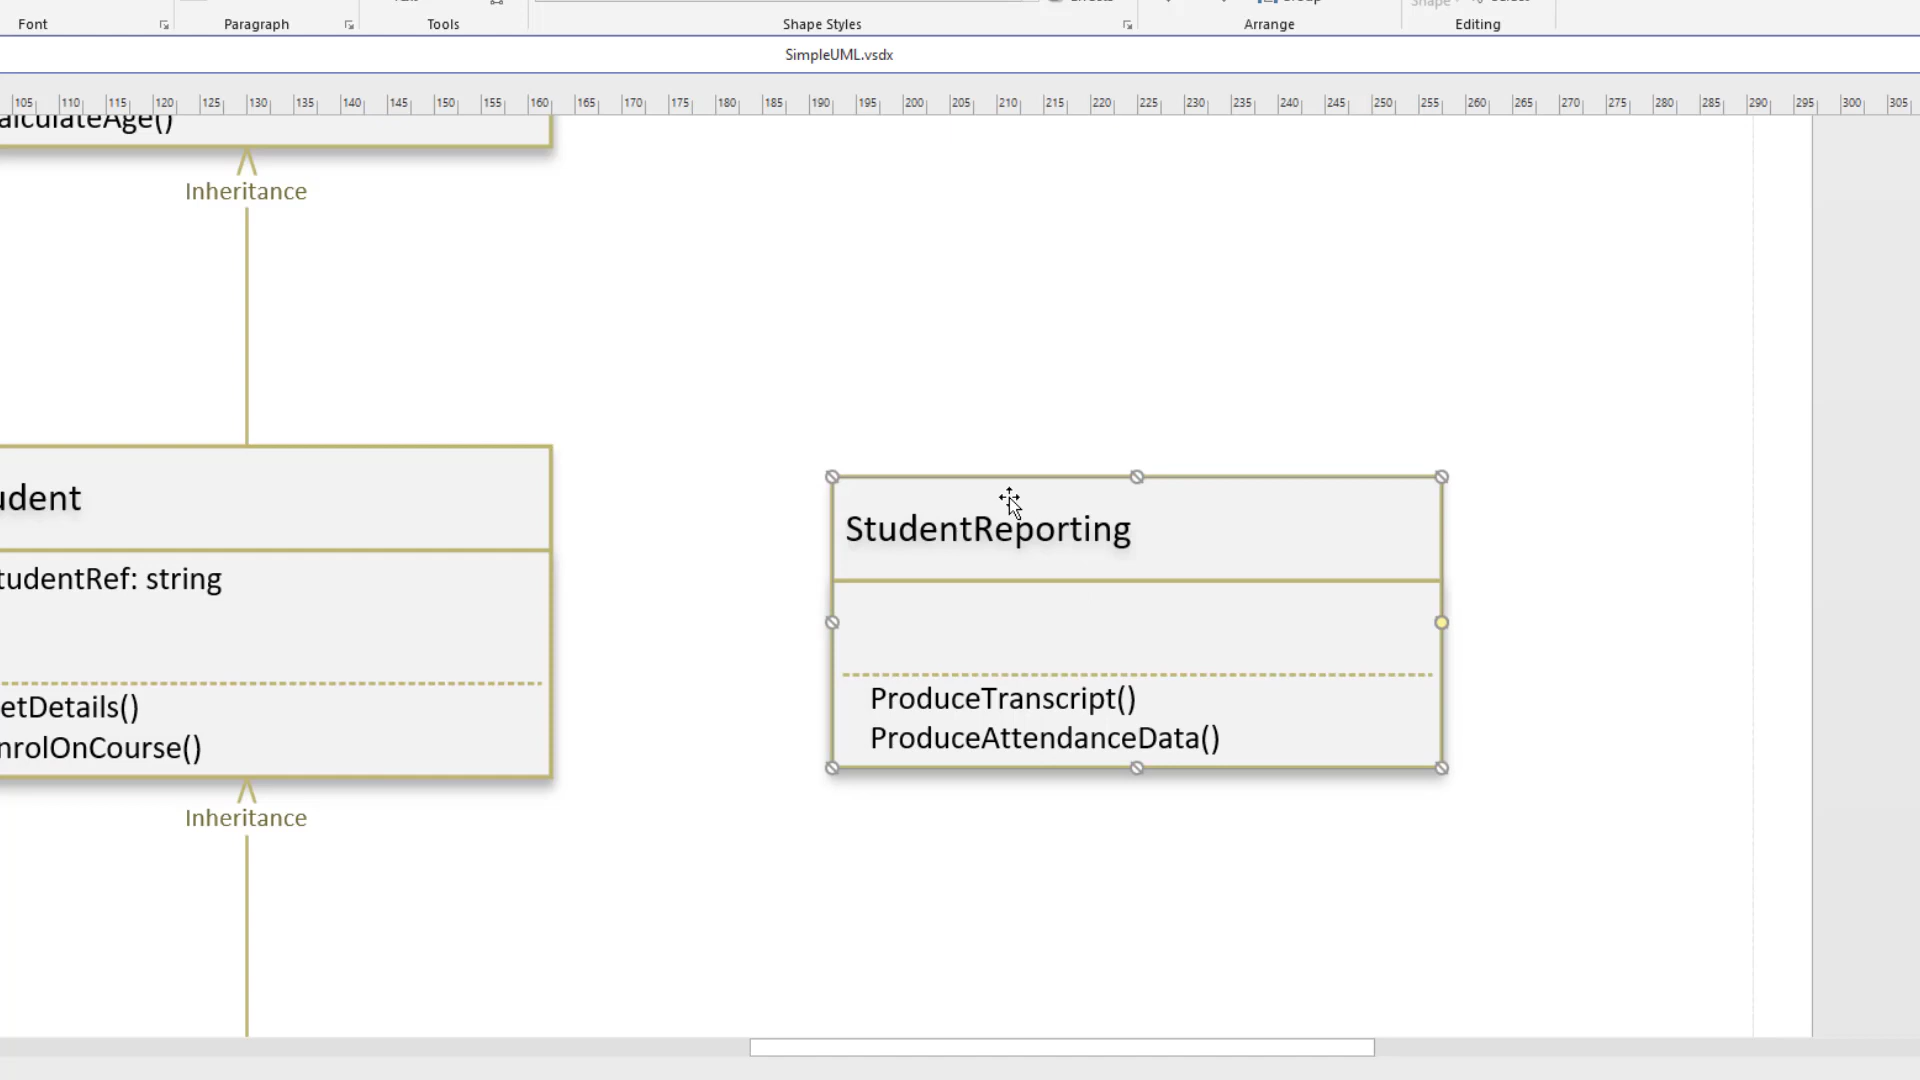 Font Paragraph Tools Shape Styles Arrange Editing
SimpleUML.vsdx
105 110 115 120 125 130 135 140 145 150 155 160 165 170 175 180 185 190 195 200 205 210 215 220 225 230 235 240 245 250 255 260 265 270 275 280 285 290 295 300 305
alculateAge()
Inheritance
udent
StudentReporting
tudentRef: string
etDetails()
nrolOnCourse()
ProduceTranscript()
ProduceAttendanceData()
Inheritance